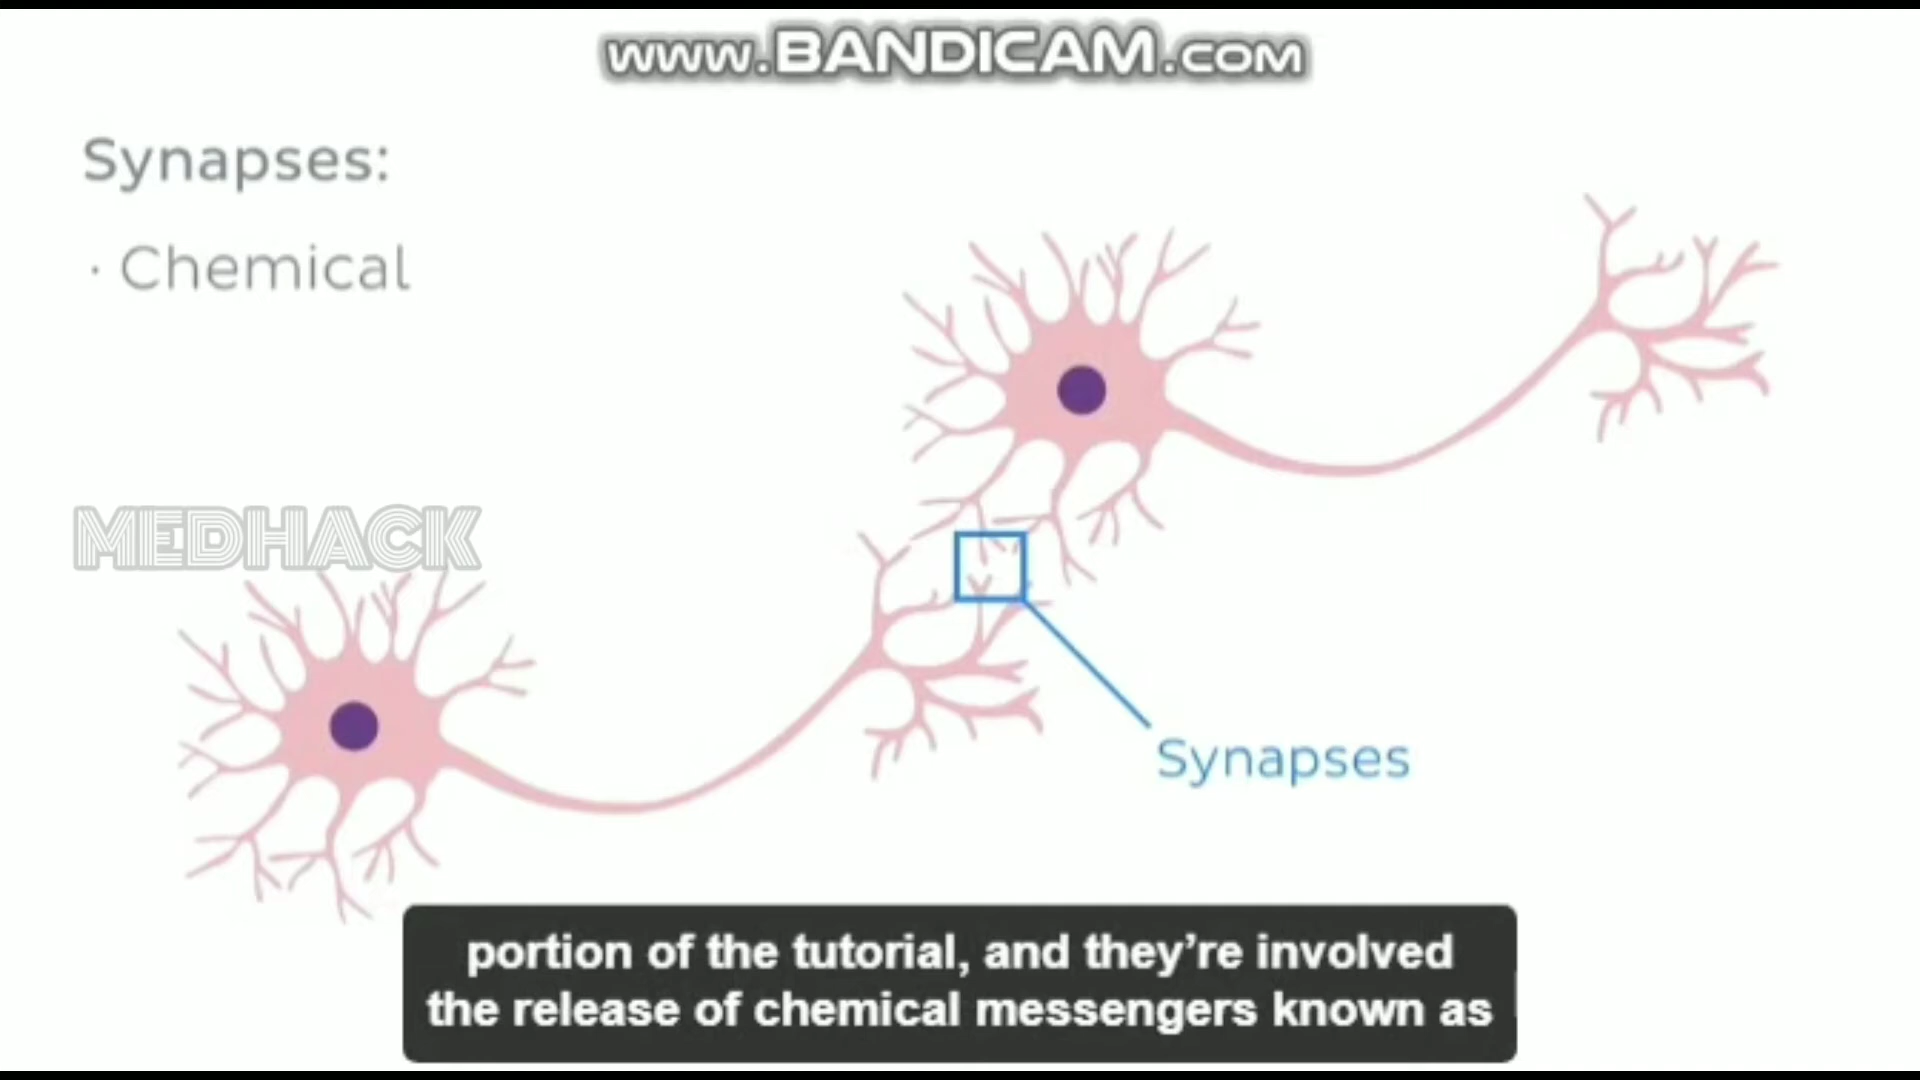 www.BANDICAM.COM
Synapses:
· Chemical
MEDHACK
Synapses
portion of the tutorial, and they're involved
the release of chemical messengers known as